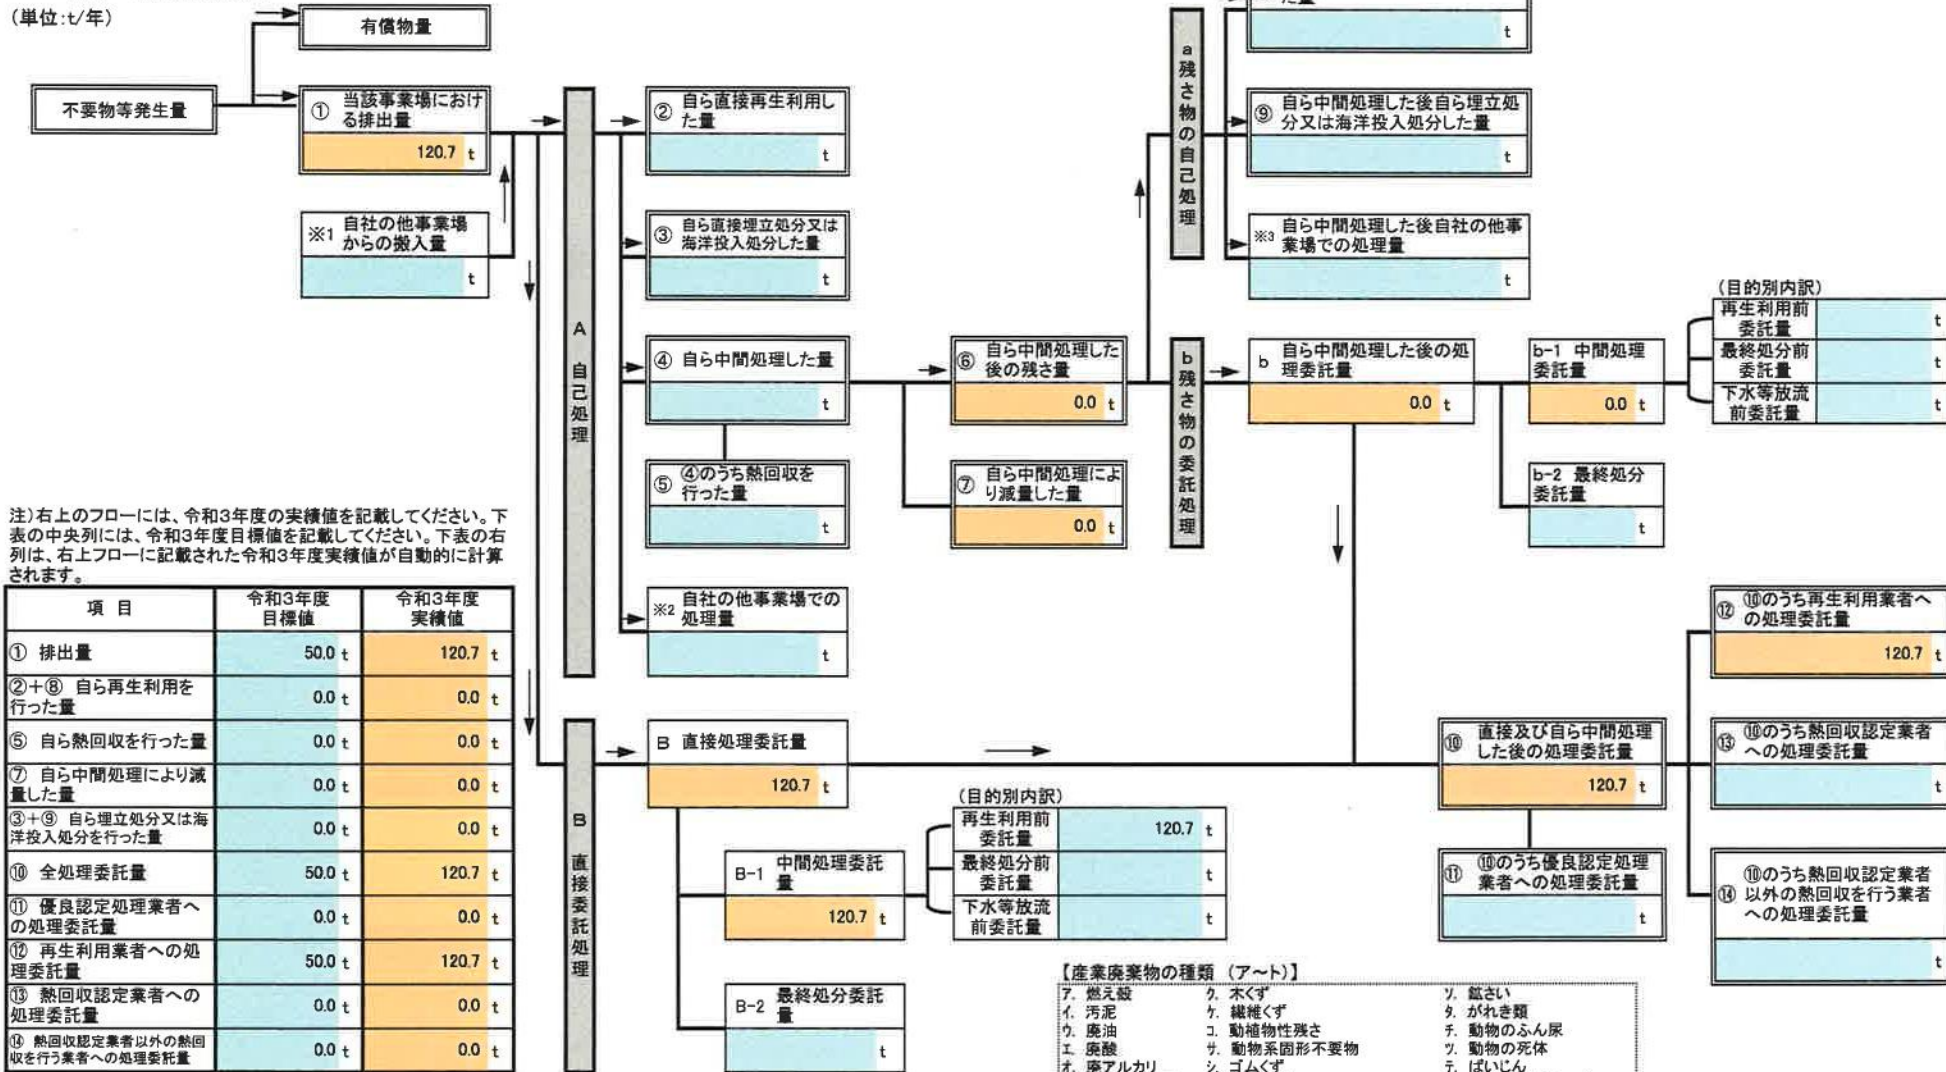 (単位:t/年)
有償物量
不要物等発生量
① 当該事業場におけ
る排出量
120.7 t
※1 自社の他事業場
からの搬入量
t
A 自己処理
② 自ら直接再生利用し
た量
t
③ 自ら直接埋立処分又は
海洋投入処分した量
t
④ 自ら中間処理した量
t
⑤ ④のうち熱回収を
行った量
t
※2 自社の他事業場での
処理量
t
⑥ 自ら中間処理した
後の残さ量
0.0 t
⑦ 自ら中間処理によ
り減量した量
0.0 t
a 残さ物の自己処理
た量
t
⑨ 自ら中間処理した後自ら埋立処
分又は海洋投入処分した量
t
※3 自ら中間処理した後自社の他事
業場での処理量
t
b 残さ物の委託処理
b 自ら中間処理した後の処
理委託量
0.0 t
b-1 中間処理
委託量
0.0 t
(目的別内訳)
再生利用前
委託量 t
最終処分前
委託量 t
下水等放流
前委託量 t
b-2 最終処分
委託量
t
注)右上のフローには、令和3年度の実績値を記載してください。下
表の中央列には、令和3年度目標値を記載してください。下表の右
列は、右上フローに記載された令和3年度実績値が自動的に計算
されます。
項 目 令和3年度 令和3年度
目標値 実績値
① 排出量 50.0 t 120.7 t
②+⑧ 自ら再生利用を
行った量 0.0 t 0.0 t
⑤ 自ら熱回収を行った量 0.0 t 0.0 t
⑦ 自ら中間処理により減
量した量 0.0 t 0.0 t
③+⑨ 自ら埋立処分又は海
洋投入処分を行った量 0.0 t 0.0 t
⑩ 全処理委託量 50.0 t 120.7 t
⑪ 優良認定処理業者へ
の処理委託量 0.0 t 0.0 t
⑫ 再生利用業者への処
理委託量 50.0 t 120.7 t
⑬ 熱回収認定業者への
処理委託量 0.0 t 0.0 t
⑭ 熱回収認定業者以外の熱回
収を行う業者への処理委託量 0.0 t 0.0 t
B 直接委託処理
B 直接処理委託量
120.7 t
B-1 中間処理委託
量
120.7 t
(目的別内訳)
再生利用前
委託量 120.7 t
最終処分前
委託量 t
下水等放流
前委託量 t
B-2 最終処分委託
量
t
⑩ 直接及び自ら中間処理
した後の処理委託量
120.7 t
⑪ ⑩のうち優良認定処理
業者への処理委託量
t
⑫ ⑩のうち再生利用業者へ
の処理委託量
120.7 t
⑬ ⑩のうち熱回収認定業者
への処理委託量
t
⑭ ⑩のうち熱回収認定業者
以外の熱回収を行う業者
への処理委託量
t
【産業廃棄物の種類 (ア~ト)】
ア. 燃え殻 ク. 木くず ソ. 鉱さい
イ. 汚泥 ケ. 繊維くず タ. がれき類
ウ. 廃油 コ. 動植物性残さ チ. 動物のふん尿
エ. 廃酸 サ. 動物系固形不要物 ツ. 動物の死体
オ. 廃アルカリ シ. ゴムくず テ. ばいじん